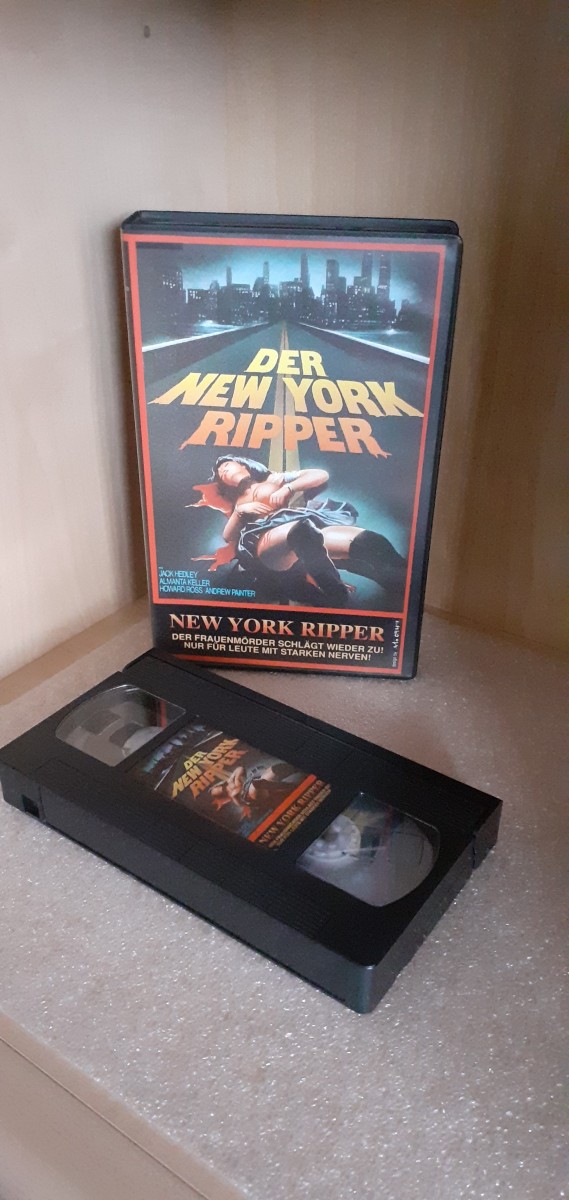 DER
NEW YORK
RIPPER
JACK HEDLEY
ALMANTA KELLER
HOWARD ROSS ANDREW PAINTER
NEW YORK RIPPER
DER FRAUENMÖRDER SCHLÄGT WIEDER ZU!
NUR FÜR LEUTE MIT STARKEN NERVEN!
DER
NEW YORK
RIPPER
NEW YORK RIPPER